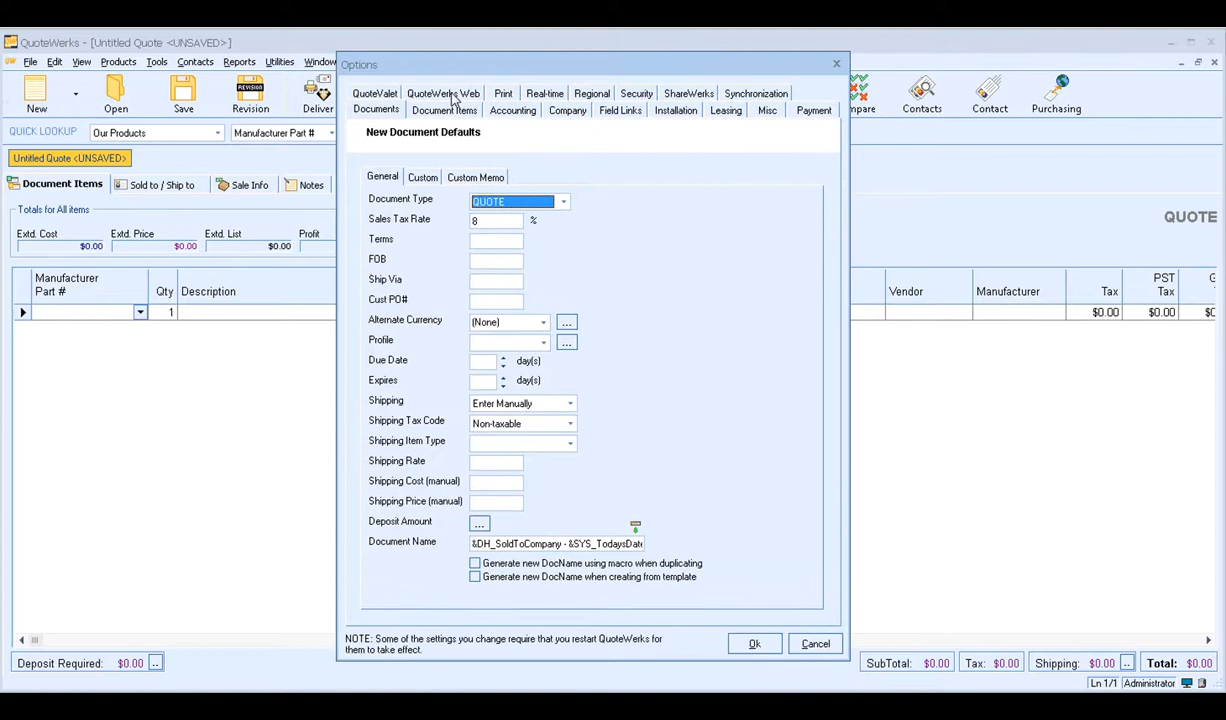 QuoteWerks - [Untitled Quote <UNSAVED>]
File Edit View Products Tools Contacts Reports Utilities Window
New Open Save Revision Deliver Contacts Contact Purchasing
QUICK LOOKUP Our Products Manufacturer Part #
Untitled Quote <UNSAVED>
Document Items Sold to / Ship to Sale Info Notes
Totals for All items
Extd. Cost Extd. Price Extd. List Profit
$0.00 $0.00 $0.00
QUOTE
Manufacturer Part # Qty Description Vendor Manufacturer Tax PST Tax
1 $0.00 $0.00
Options
QuoteValet QuoteWerks Web Print Real-time Regional Security ShareWerks Synchronization
Documents Document Items Accounting Company Field Links Installation Leasing Misc Payment
New Document Defaults
General Custom Custom Memo
Document Type QUOTE
Sales Tax Rate 8 %
Terms
FOB
Ship Via
Cust PO#
Alternate Currency (None) ...
Profile ...
Due Date day(s)
Expires day(s)
Shipping Enter Manually
Shipping Tax Code Non-taxable
Shipping Item Type
Shipping Rate
Shipping Cost (manual)
Shipping Price (manual)
Deposit Amount ...
Document Name &DH_SoldToCompany - &SYS_TodaysDate
Generate new DocName using macro when duplicating
Generate new DocName when creating from template
NOTE: Some of the settings you change require that you restart QuoteWerks for
them to take effect.
Ok Cancel
Deposit Required: $0.00 .. SubTotal: $0.00 Tax: $0.00 Shipping: $0.00 .. Total: $0.00
Ln 1/1 Administrator